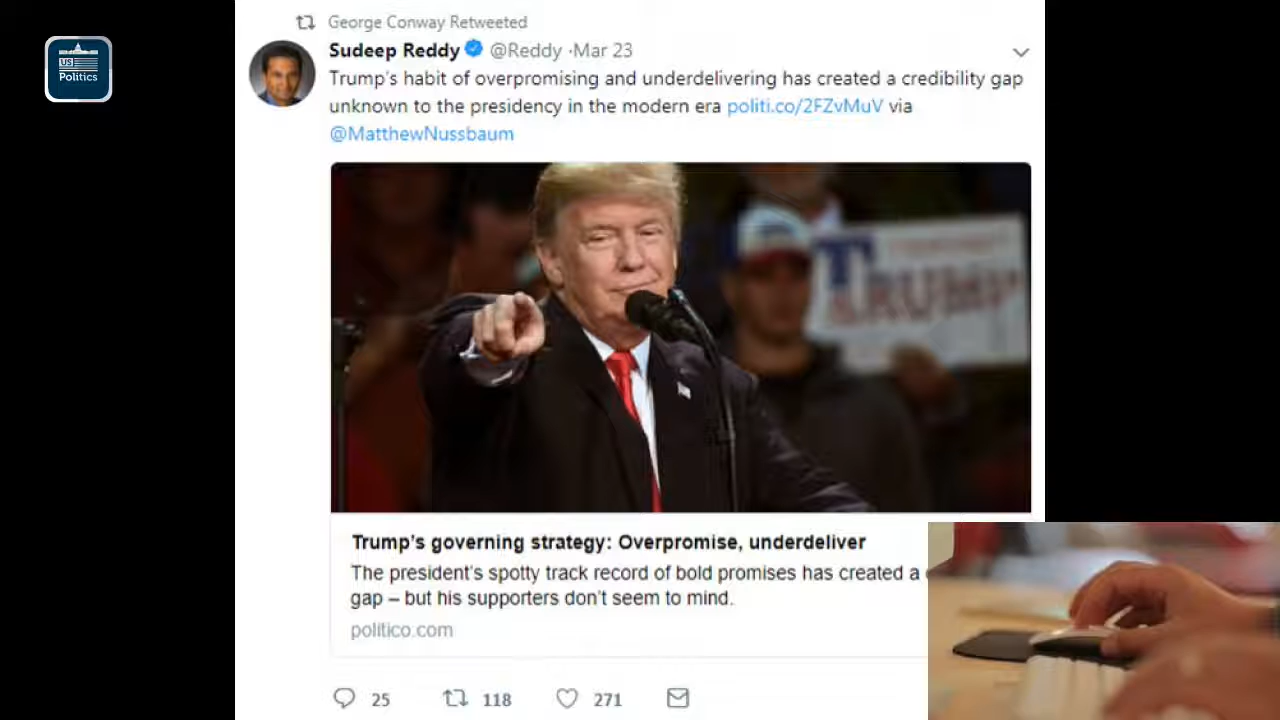 George Conway Retweeted
US
Politics
Sudeep Reddy @Reddy · Mar 23
Trump's habit of overpromising and underdelivering has created a credibility gap
unknown to the presidency in the modern era politi.co/2FZvMuV via
@MatthewNussbaum
TRUMP
Trump's governing strategy: Overpromise, underdeliver
The president's spotty track record of bold promises has created a
gap – but his supporters don't seem to mind.
politico.com
25 118 271